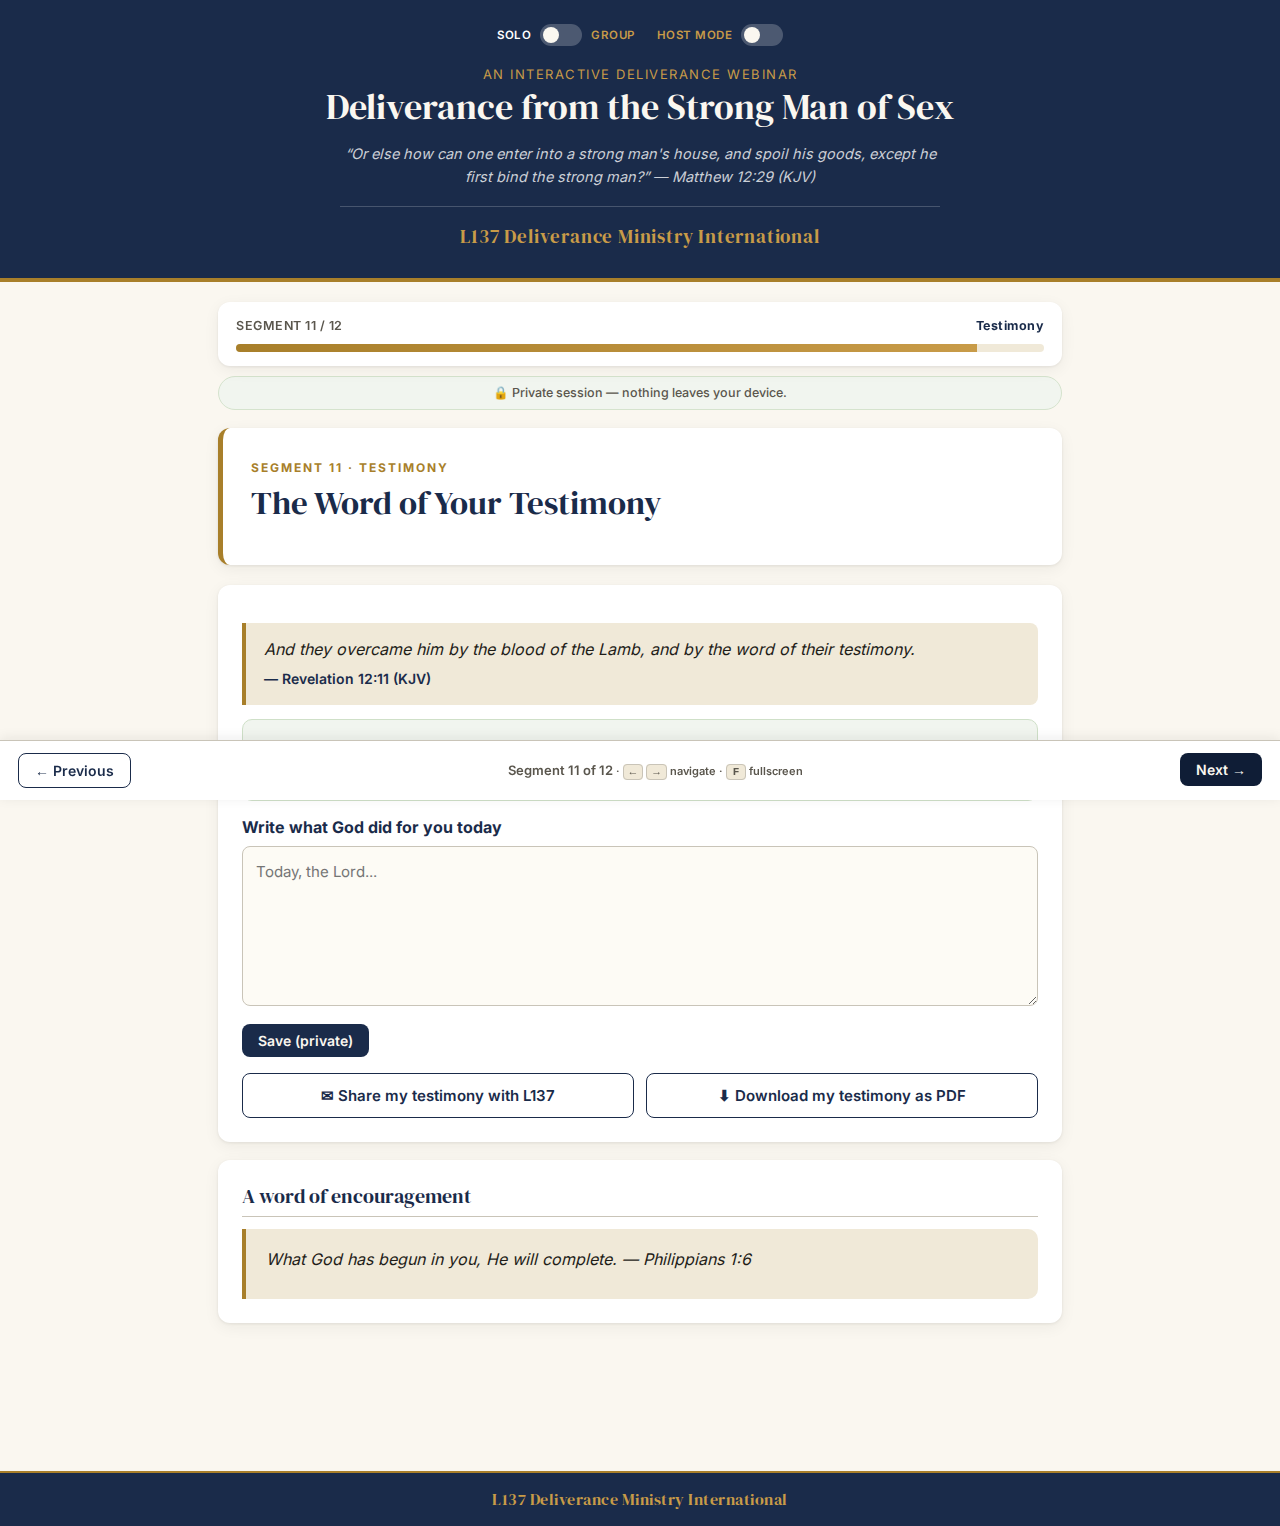 SOLO GROUP HOST MODE
AN INTERACTIVE DELIVERANCE WEBINAR
Deliverance from the Strong Man of Sex
“Or else how can one enter into a strong man's house, and spoil his goods, except he
first bind the strong man?” — Matthew 12:29 (KJV)
L137 Deliverance Ministry International
SEGMENT 11 / 12 Testimony
🔒 Private session — nothing leaves your device.
SEGMENT 11 · TESTIMONY
The Word of Your Testimony
And they overcame him by the blood of the Lamb, and by the word of their testimony.
— Revelation 12:11 (KJV)
← Previous Segment 11 of 12 · ← → navigate · F fullscreen Next →
Write what God did for you today
Today, the Lord...
Save (private)
✉ Share my testimony with L137 ⬇ Download my testimony as PDF
A word of encouragement
What God has begun in you, He will complete. — Philippians 1:6
L137 Deliverance Ministry International